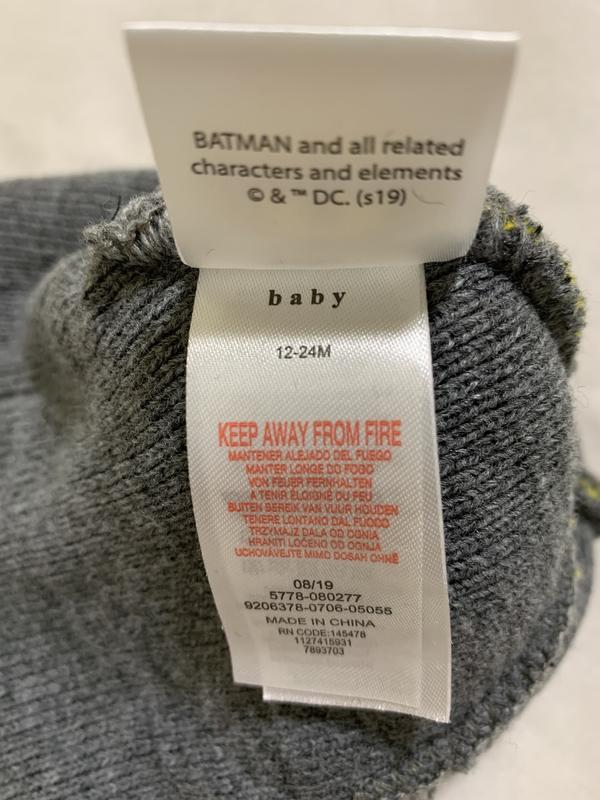 BATMAN and all related
characters and elements
© & ™ DC. (s19)
baby
12-24M
KEEP AWAY FROM FIRE
MANTENER ALEJADO DEL FUEGO
MANTER LONGE DO FOGO
VON FEUER FERNHALTEN
A TENIR ÉLOIGNÉ DU FEU
BUITEN BEREIK VAN VUUR HOUDEN
TENERE LONTANO DAL FUOCO
TRZYMAJZ DALA OD OGNIA
HRANITI LOČENO OD OGNJA
UCHOVÁVEJTE MIMO DOSAH OHNĚ
08/19
5778-080277
9206378-0706-05055
MADE IN CHINA
RN CODE:145478
1127415931
7893703